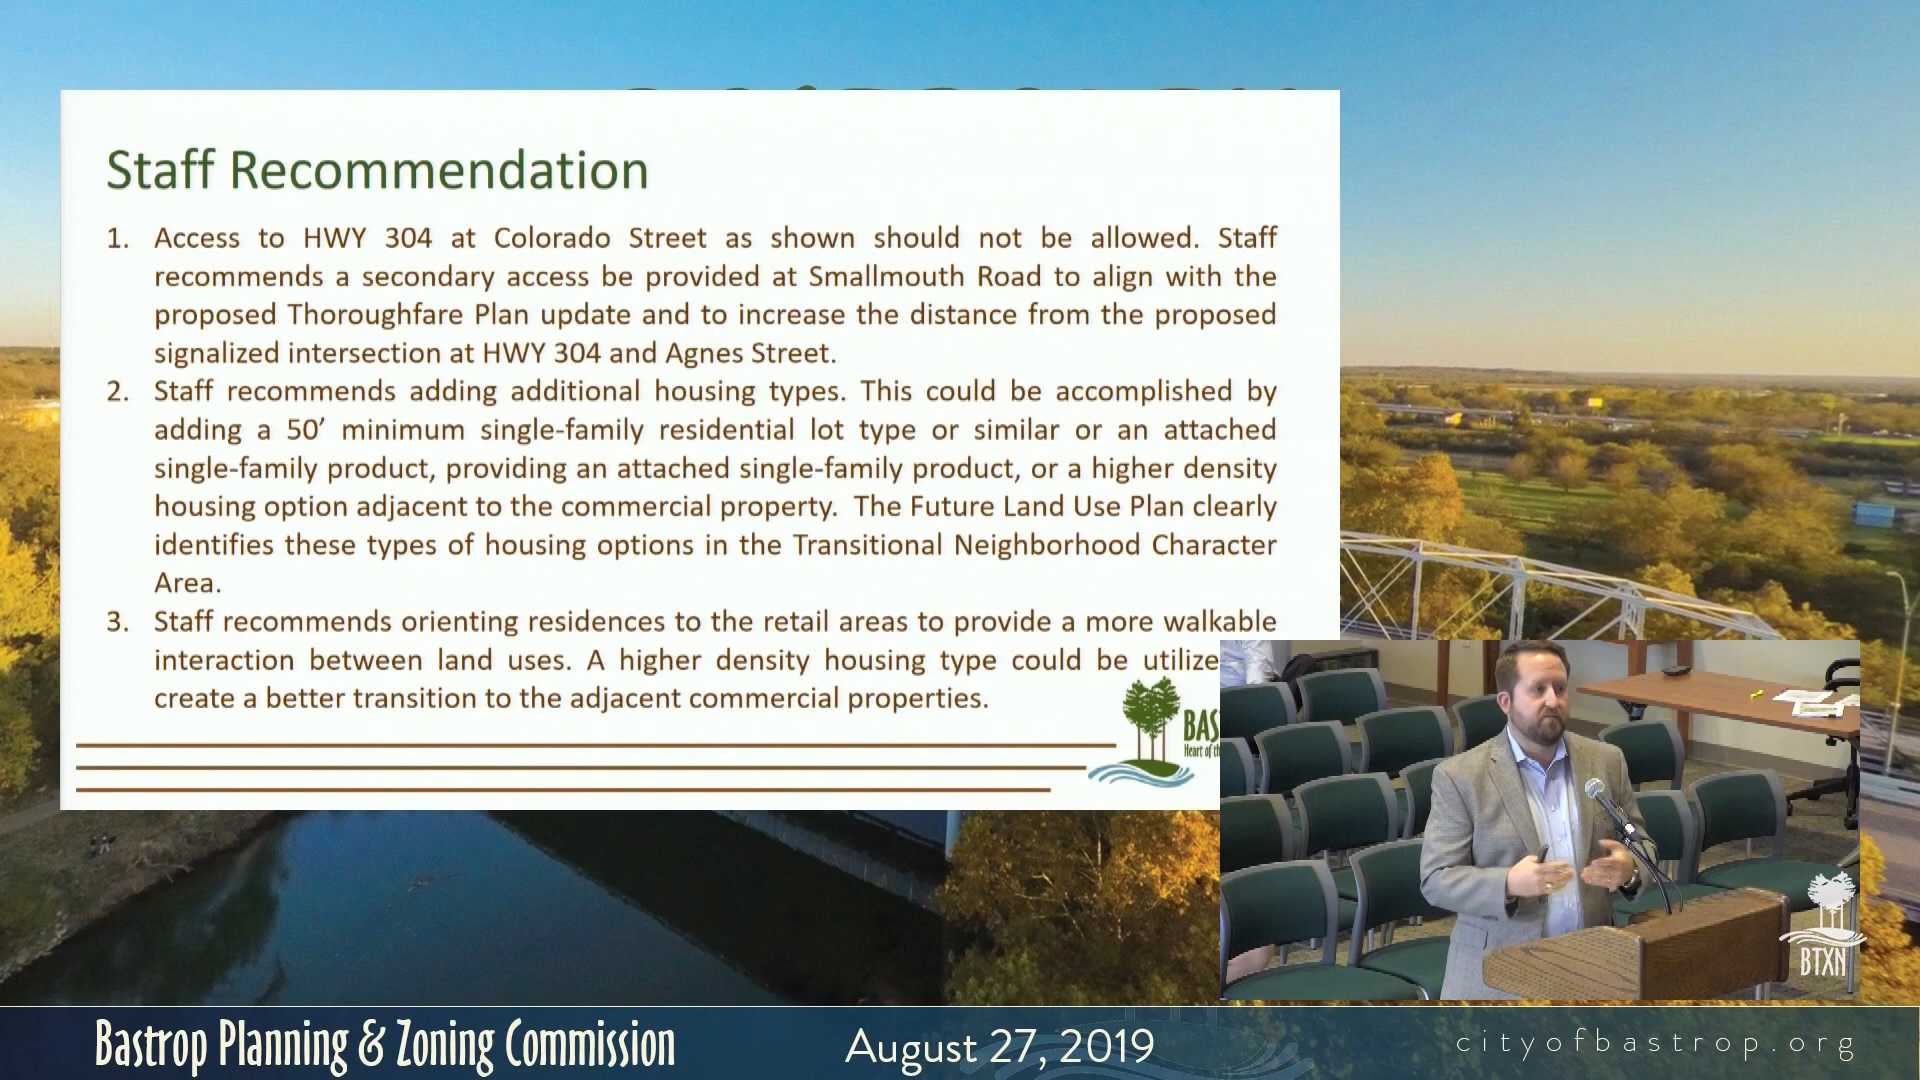 Staff Recommendation
1. Access to HWY 304 at Colorado Street as shown should not be allowed. Staff
recommends a secondary access be provided at Smallmouth Road to align with the
proposed Thoroughfare Plan update and to increase the distance from the proposed
signalized intersection at HWY 304 and Agnes Street.
2. Staff recommends adding additional housing types. This could be accomplished by
adding a 50’ minimum single-family residential lot type or similar or an attached
single-family product, providing an attached single-family product, or a higher density
housing option adjacent to the commercial property. The Future Land Use Plan clearly
identifies these types of housing options in the Transitional Neighborhood Character
Area.
3. Staff recommends orienting residences to the retail areas to provide a more walkable
interaction between land uses. A higher density housing type could be utilize
create a better transition to the adjacent commercial properties.
BAS
Heart of th
BTXN
Bastrop Planning & Zoning Commission
August 27, 2019
cityofbastrop.org